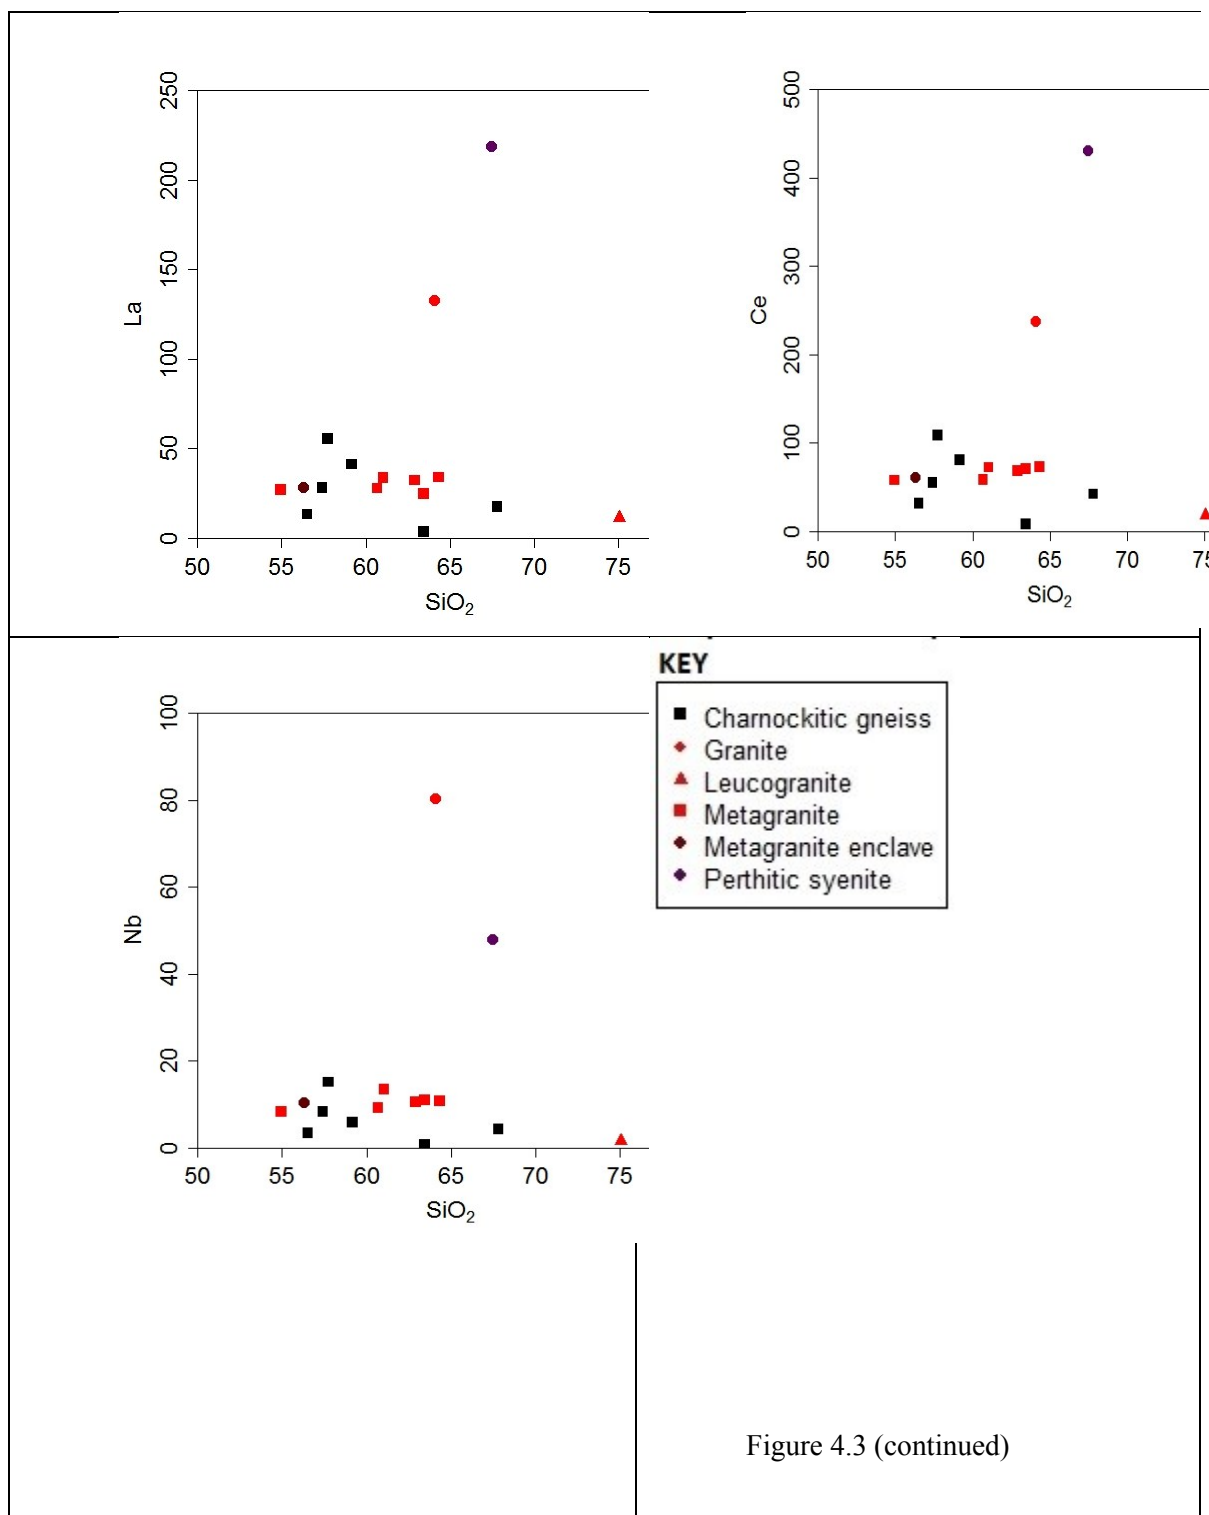 250
200
150
100
50
0
La
50 55 60 65 70 75
SiO₂
500
400
300
200
100
0
Ce
50 55 60 65 70
SiO₂
100
80
60
40
20
0
Nb
50 55 60 65 70 75
SiO₂
KEY
Charnockitic gneiss
Granite
Leucogranite
Metagranite
Metagranite enclave
Perthitic syenite
Figure 4.3 (continued)